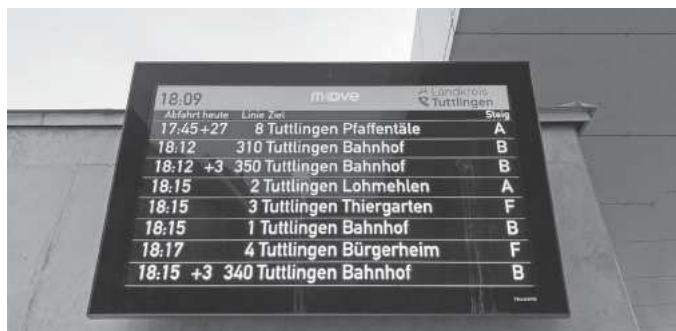 18:09 move Landkreis Tuttlingen
Abfahrt heute Linie Ziel Steig
17:45+27 8 Tuttlingen Pfaffentäle A
18:12 310 Tuttlingen Bahnhof B
18:12 +3 350 Tuttlingen Bahnhof B
18:15 2 Tuttlingen Lohmehlen A
18:15 3 Tuttlingen Thiergarten F
18:15 1 Tuttlingen Bahnhof B
18:17 4 Tuttlingen Bürgerheim F
18:15 +3 340 Tuttlingen Bahnhof B